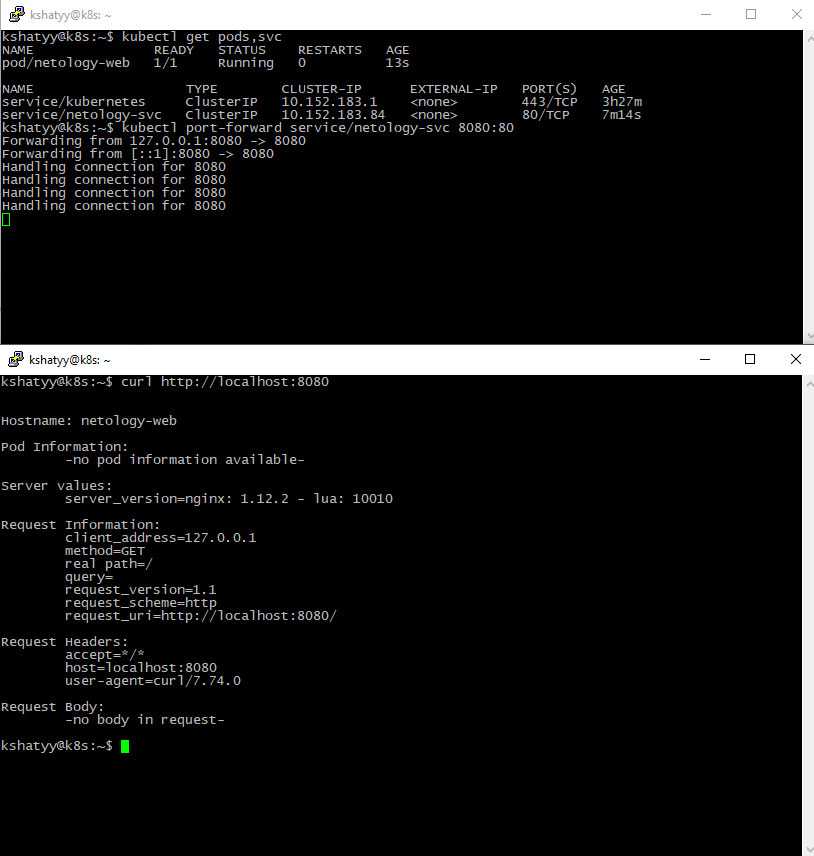 kshatyy@k8s: ~
kshatyy@k8s:~$ kubectl get pods,svc
NAME                READY   STATUS    RESTARTS   AGE
pod/netology-web   1/1     Running   0          13s

NAME                   TYPE        CLUSTER-IP      EXTERNAL-IP   PORT(S)   AGE
service/kubernetes     ClusterIP   10.152.183.1    <none>        443/TCP   3h27m
service/netology-svc   ClusterIP   10.152.183.84   <none>        80/TCP    7m14s
kshatyy@k8s:~$ kubectl port-forward service/netology-svc 8080:80
Forwarding from 127.0.0.1:8080 -> 8080
Forwarding from [::1]:8080 -> 8080
Handling connection for 8080
Handling connection for 8080
Handling connection for 8080
Handling connection for 8080
kshatyy@k8s: ~
kshatyy@k8s:~$ curl http://localhost:8080

Hostname: netology-web

Pod Information:
        -no pod information available-

Server values:
        server_version=nginx: 1.12.2 - lua: 10010

Request Information:
        client_address=127.0.0.1
        method=GET
        real path=/
        query=
        request_version=1.1
        request_scheme=http
        request_uri=http://localhost:8080/

Request Headers:
        accept=*/*
        host=localhost:8080
        user-agent=curl/7.74.0

Request Body:
        -no body in request-

kshatyy@k8s:~$